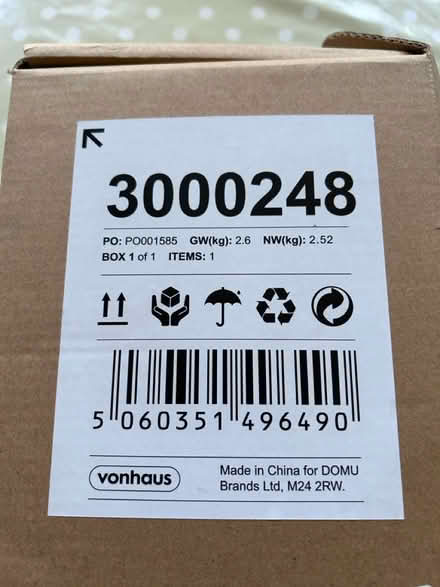 3000248
PO: PO001585 GW(kg): 2.6 NW(kg): 2.52
BOX 1 of 1 ITEMS: 1
5 060351 496490
vonhaus
Made in China for DOMU
Brands Ltd, M24 2RW.